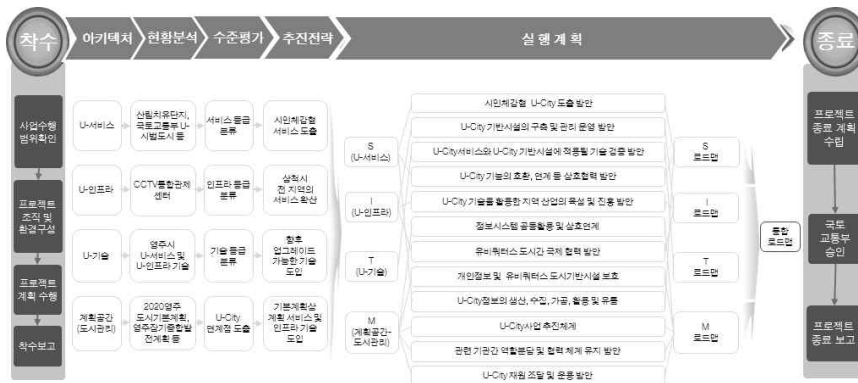 착수
아키텍처
현황분석
수준평가
추진전략
실행계획
종료
사업수행
범위확인
프로젝트
조직 및
환경구성
프로젝트
계획 수행
착수보고
U-서비스
산림치유단지,
국토교통부 U-
시범도시 등
서비스 등급
분류
시민체감형
서비스 도출
U-인프라
CCTV통합관제
센터
인프라 등급
분류
삼척시
전 지역의
서비스 확산
U-기술
영주시
U-서비스 및
U-인프라 기술
기술 등급
분류
향후
업그레이드
가능한 기술
도입
계획공간
(도시관리)
2020영주
도시기본계획,
영주장기종합발
전계획 등
U-City
연계점 도출
기본계획상
계획 서비스 및
인프라 기술
도입
S
(U-서비스)
I
(U-인프라)
T
(U-기술)
M
(계획공간-
도시관리)
시민체감형 U-City 도출 방안
U-City 기반시설의 구축 및 관리 운영 방안
U-City서비스와 U-City 기반시설에 적용될 기술 검증 방안
U-City 기능의 호환, 연계 등 상호협력 방안
U-City 기술를 활용한 지역 산업의 육성 및 진흥 방안
정보시스템 공동활용 및 상호연계
유비쿼터스 도시간 국제 협력 방안
개인정보 및 유비쿼터스 도시기반시설 보호
U-City정보의 생산, 수집, 가공, 활용 및 유통
U-City사업 추진체계
관련 기관간 역할분담 및 협력 체계 유지 방안
U-City 재원 조달 및 운용 방안
S
로드맵
I
로드맵
T
로드맵
M
로드맵
통합
로드맵
프로젝트
종료 계획
수립
국토
교통부
승인
프로젝트
종료 보고